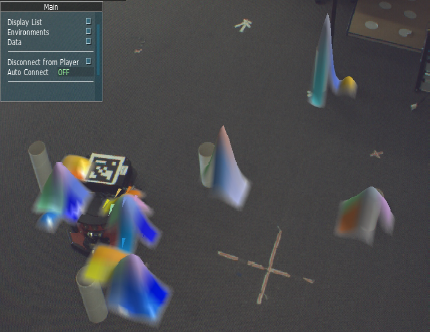 Main
Display List
Environments
Data
Disconnect from Player
Auto Connect OFF